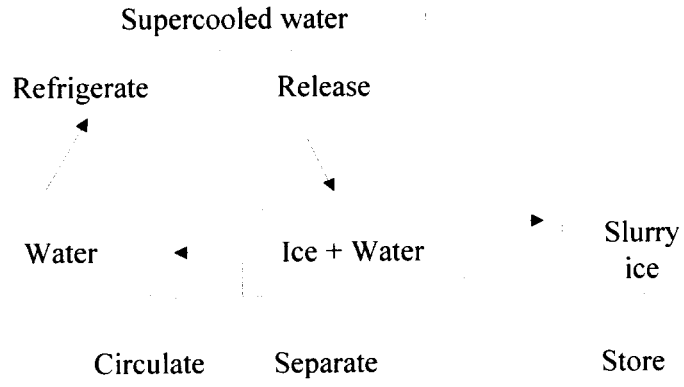 Supercooled water
Refrigerate Release
Water Ice + Water Slurry
ice
Circulate Separate Store